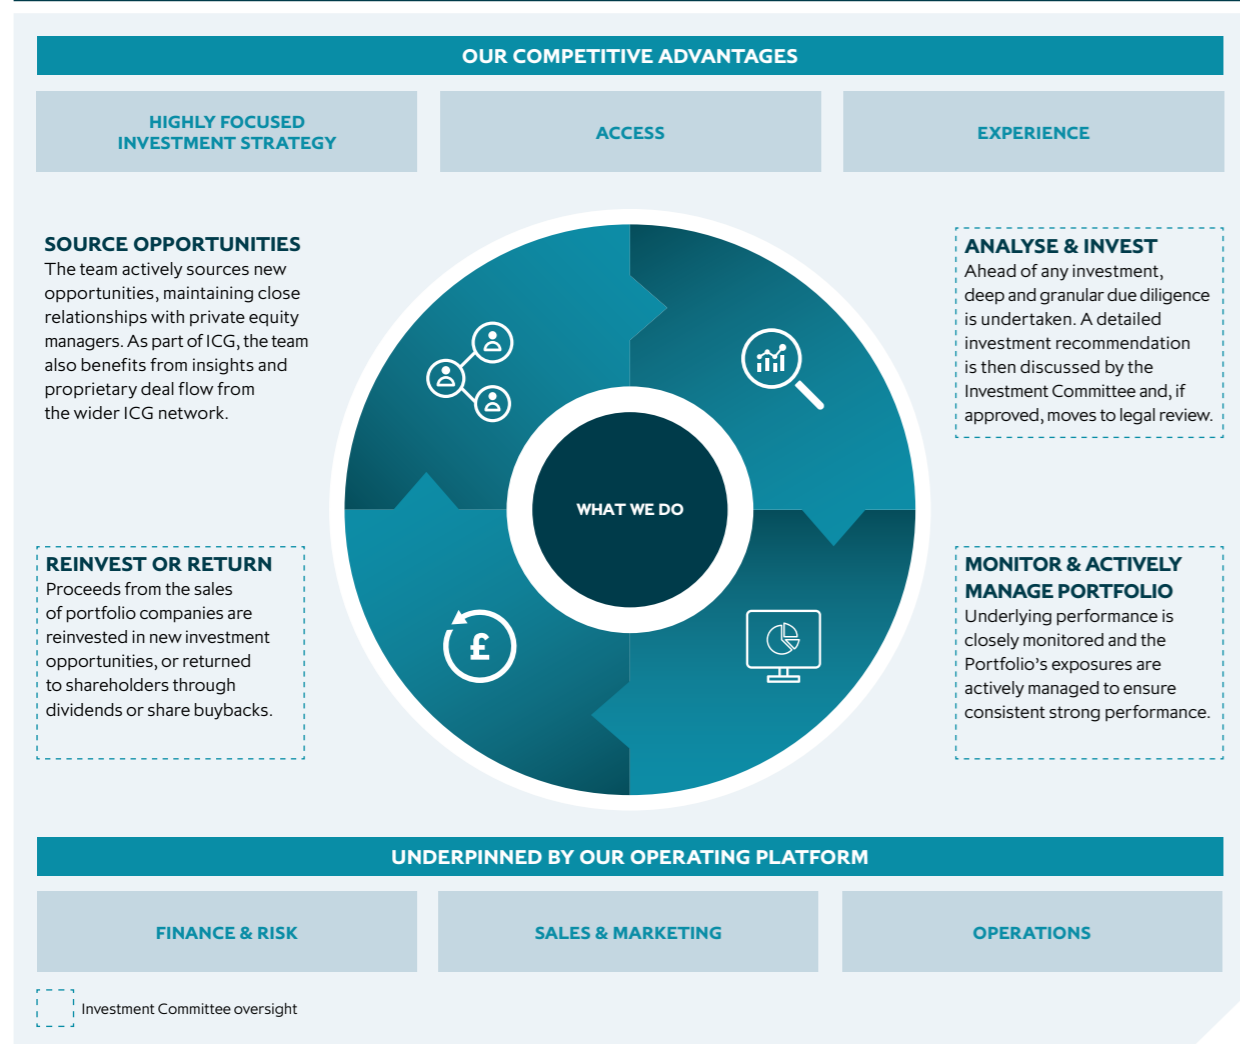 OUR COMPETITIVE ADVANTAGES
HIGHLY FOCUSED
INVESTMENT STRATEGY
ACCESS
EXPERIENCE
SOURCE OPPORTUNITIES
The team actively sources new
opportunities, maintaining close
relationships with private equity
managers. As part of ICG, the team
also benefits from insights and
proprietary deal flow from
the wider ICG network.
ANALYSE & INVEST
Ahead of any investment,
deep and granular due diligence
is undertaken. A detailed
investment recommendation
is then discussed by the
Investment Committee and, if
approved, moves to legal review.
WHAT WE DO
REINVEST OR RETURN
Proceeds from the sales
of portfolio companies are
reinvested in new investment
opportunities, or returned
to shareholders through
dividends or share buybacks.
£
MONITOR & ACTIVELY
MANAGE PORTFOLIO
Underlying performance is
closely monitored and the
Portfolio’s exposures are
actively managed to ensure
consistent strong performance.
UNDERPINNED BY OUR OPERATING PLATFORM
FINANCE & RISK
SALES & MARKETING
OPERATIONS
Investment Committee oversight